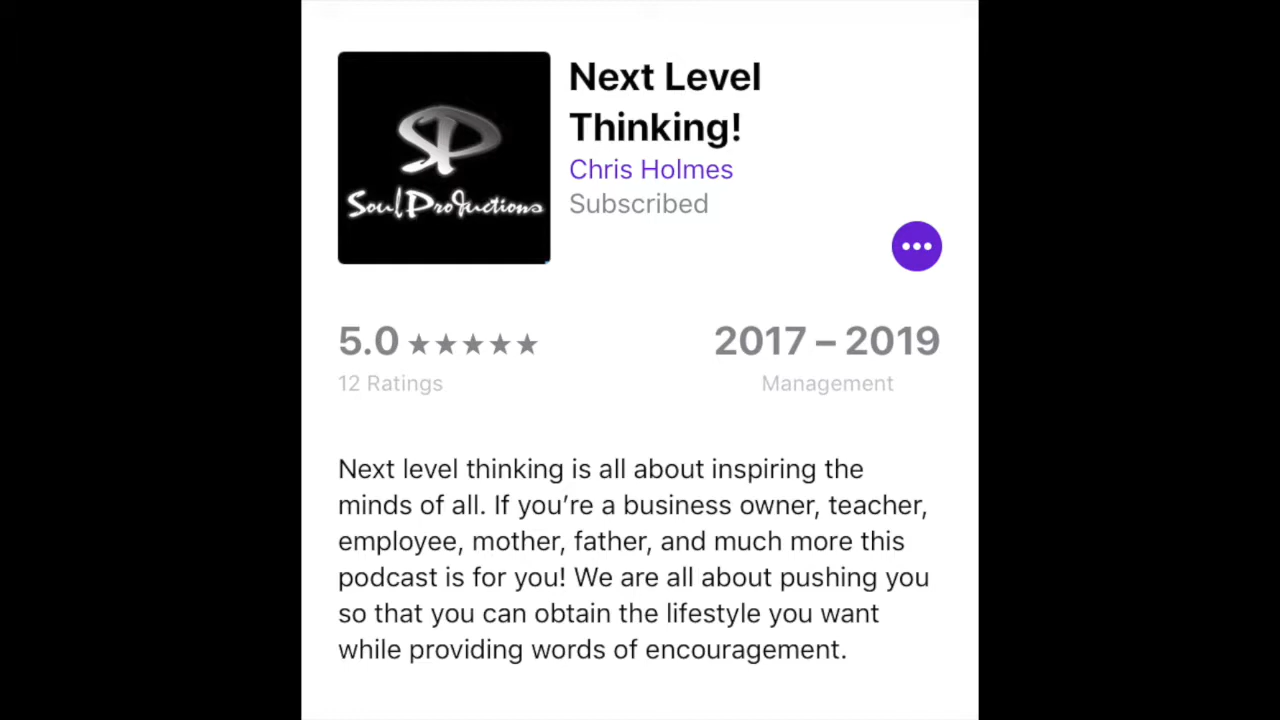 SP
Soul Productions
Next Level
Thinking!
Chris Holmes
Subscribed
5.0 ★★★★★
2017 – 2019
12 Ratings
Management
Next level thinking is all about inspiring the
minds of all. If you’re a business owner, teacher,
employee, mother, father, and much more this
podcast is for you! We are all about pushing you
so that you can obtain the lifestyle you want
while providing words of encouragement.